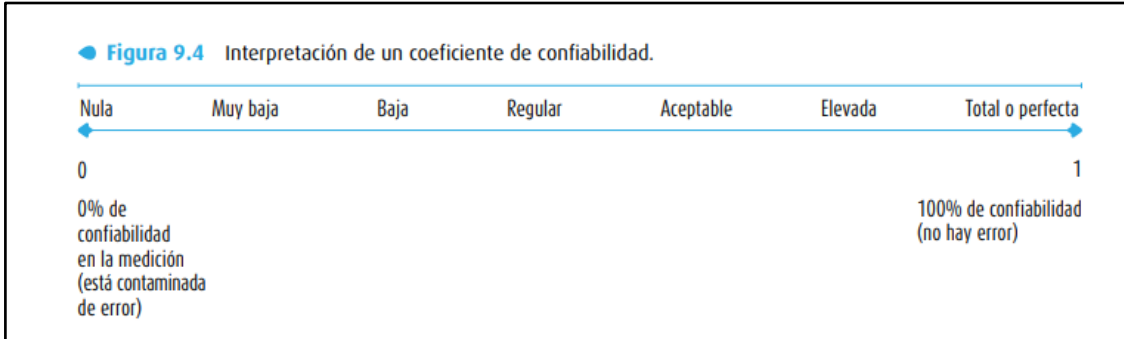 Figura 9.4 Interpretación de un coeficiente de confiabilidad.
Nula Muy baja Baja Regular Aceptable Elevada Total o perfecta
0 1
0% de
confiabilidad
en la medición
(está contaminada
de error)
100% de confiabilidad
(no hay error)